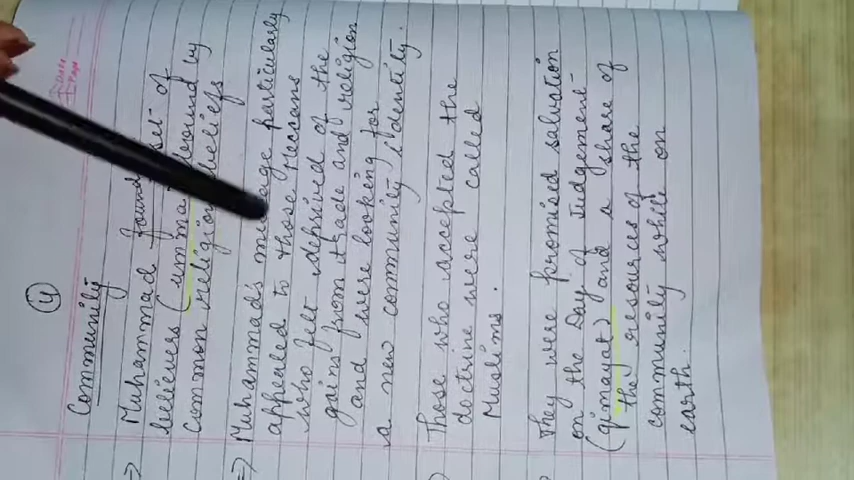 4
Community
⇒ Muhammad found set of
believers (umma) bound by
common religious beliefs
⇒ Muhammad's message particularly
appealed to those Meccans
who felt deprived of the
gains from trade and religion
and were looking for
a new community identity.
Those who accepted the
doctrine were called
Muslims.
They were promised salvation
on the Day of Judgement
(qimayat) and a share of
the resources of the
community while on
earth.